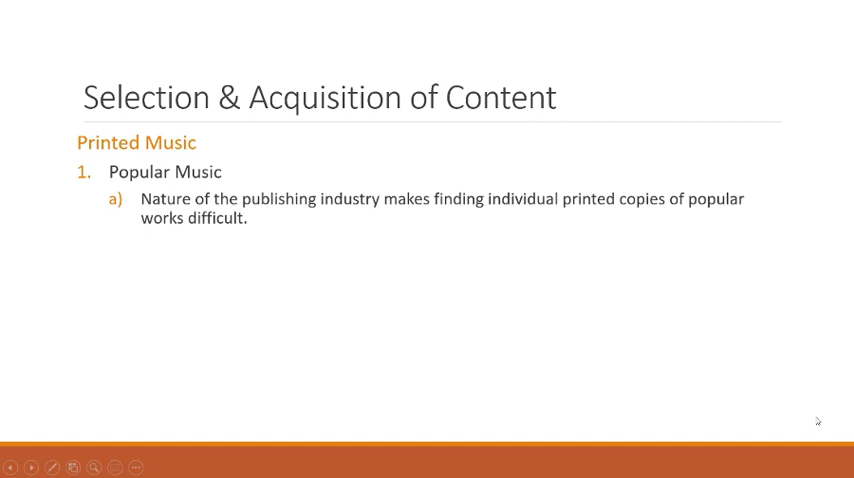 Selection & Acquisition of Content
Printed Music
1. Popular Music
a) Nature of the publishing industry makes finding individual printed copies of popular
works difficult.